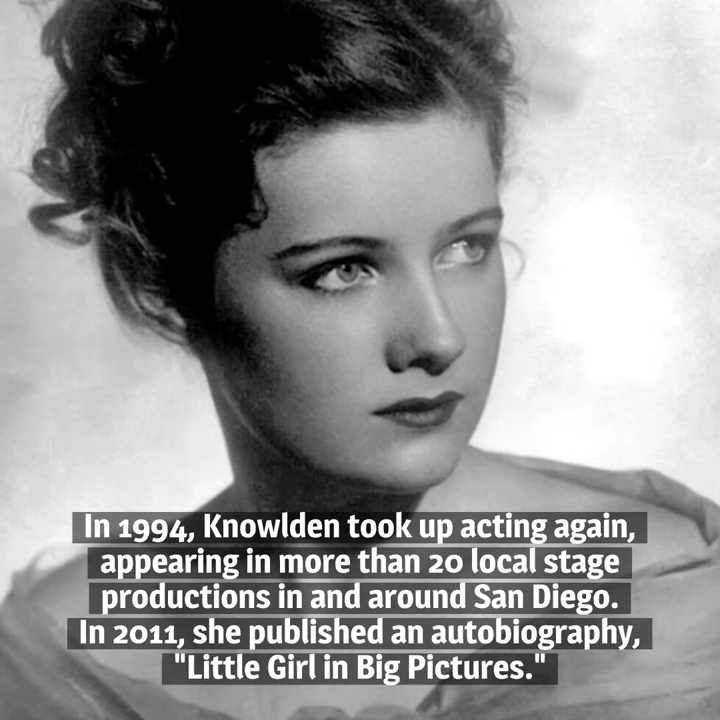 In 1994, Knowlden took up acting again,
appearing in more than 20 local stage
productions in and around San Diego.
In 2011, she published an autobiography,
"Little Girl in Big Pictures."